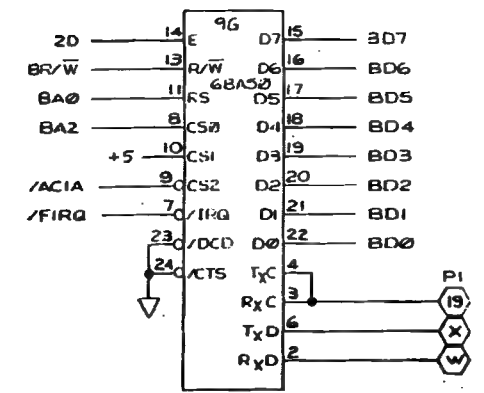 9G
2D 14 E D7 15 BD7
BR/W̅ 13 R/W̅ D6 16 BD6
68A50
BA0 11 RS D5 17 BD5
BA2 8 CS0 D4 18 BD4
+5 10 CS1 D3 19 BD3
/ACIA 9 CS2 D2 20 BD2
/FIRQ 7 /IRQ D1 21 BD1
23 /DCD D0 22 BD0
24 /CTS TxC 4 P1
RxC 3 19
TxD 6 X
RxD 2 W